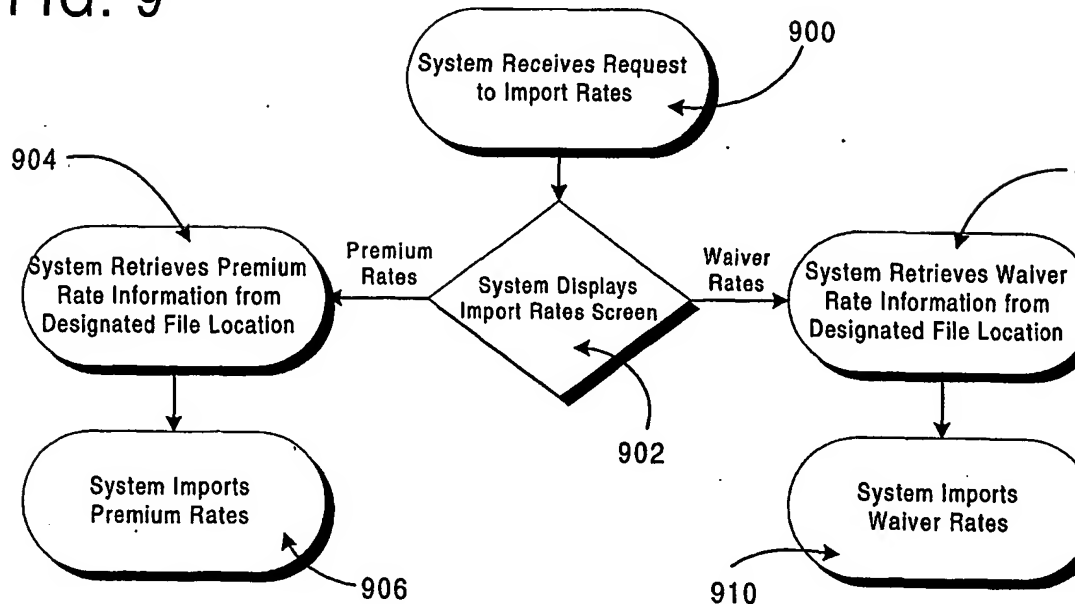 FIG. 9
900
System Receives Request
to Import Rates
904
Premium
Rates
Waiver
Rates
System Retrieves Premium
Rate Information from
Designated File Location
System Displays
Import Rates Screen
System Retrieves Waiver
Rate Information from
Designated File Location
902
System Imports
Premium Rates
System Imports
Waiver Rates
906
910